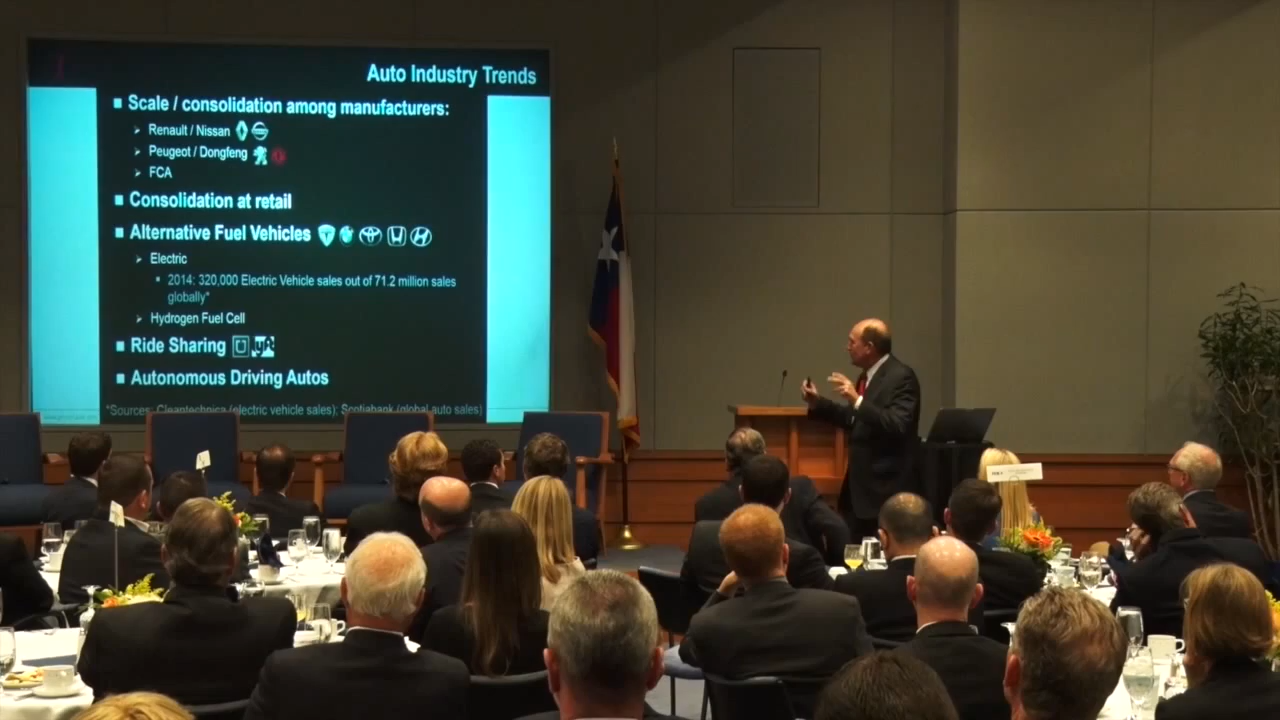 Auto Industry Trends
Scale / consolidation among manufacturers:
Renault / Nissan
Peugeot / Dongfeng
FCA
Consolidation at retail
Alternative Fuel Vehicles
Electric
2014: 320,000 Electric Vehicle sales out of 71.2 million sales
globally*
Hydrogen Fuel Cell
Ride Sharing
Autonomous Driving Autos
*Sources: Cleantechnica (electric vehicle sales); Scotiabank (global auto sales)